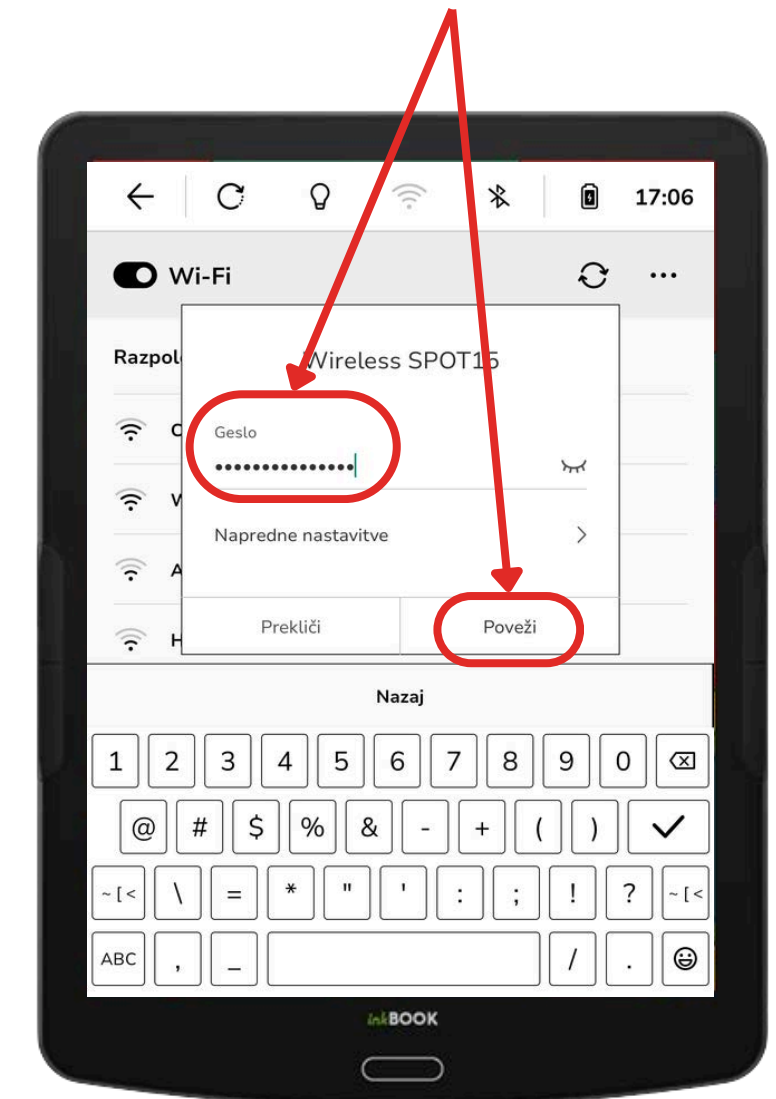 17:06
Wi-Fi
Wireless SPOT15
Geslo
Napredne nastavitve
Prekliči Poveži
Nazaj
1 2 3 4 5 6 7 8 9 0
@ # $ % & - + ( )
~ [ < \ = * " ' : ; ! ? ~ [ <
ABC , _ / .
inkBOOK